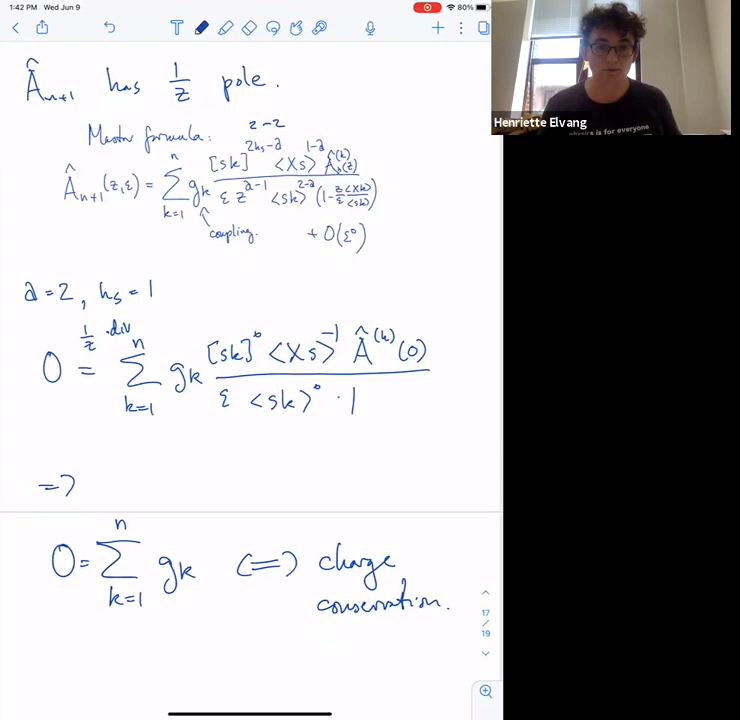 1:42 PM Wed Jun 9
80%
Henriette Elvang
physics is for everyone
Â_{n+1} has 1/z pole.
Master formula:
2-2
2h_s-a 1-a
Â_{n+1}(z,ε) = Σ_{k=1}^{n} g_k [sk]^{2h_s-a} <Xs>^{1-a} Â_n^{(k)}(z) / ε z^{a-1} <sk>^{2-a} (1 - z/ε <Xk>/<sk>)
coupling. + O(ε^0)
a=2, h_s=1
1/z div
0 = Σ_{k=1}^{n} g_k [sk]^0 <Xs>^{-1} Â^{(k)}(0) / ε <sk>^0 · 1
=>
0 = Σ_{k=1}^{n} g_k <=> charge
conservation.
17
/
19